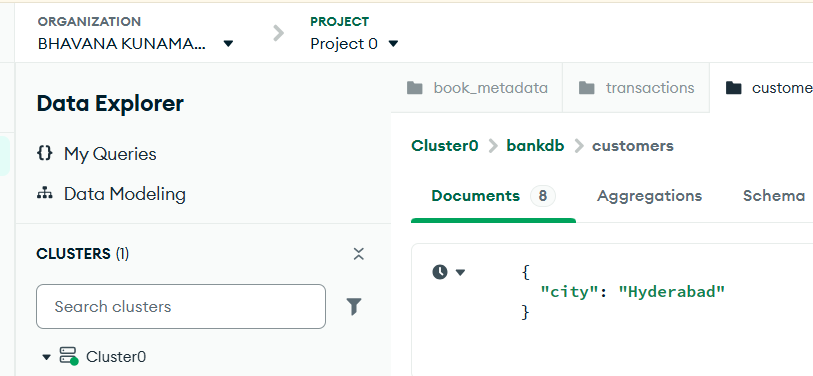 ORGANIZATION
BHAVANA KUNAMA...
PROJECT
Project 0
Data Explorer
My Queries
Data Modeling
CLUSTERS (1)
Search clusters
Cluster0
book_metadata
transactions
custome
Cluster0 > bankdb > customers
Documents 8
Aggregations
Schema
{
"city": "Hyderabad"
}